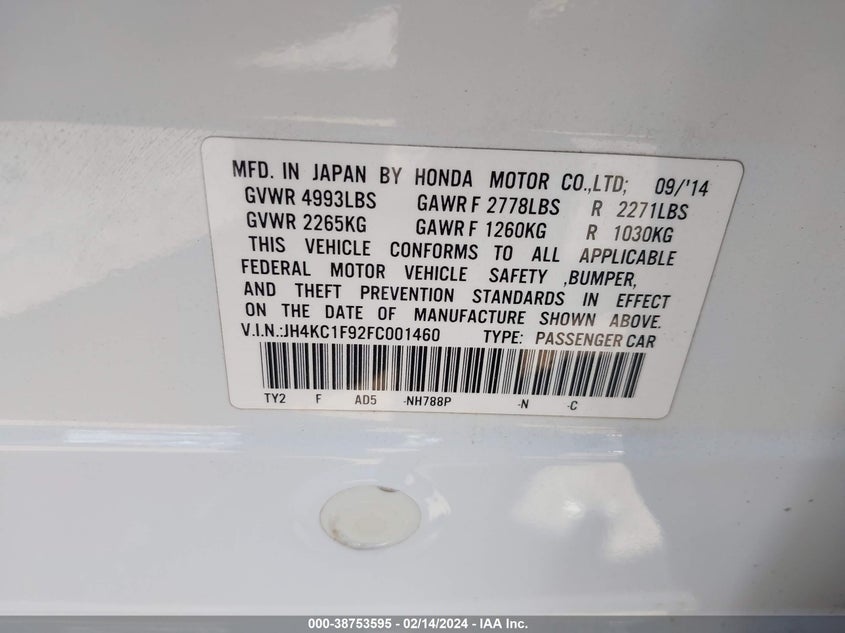 MFD. IN JAPAN BY HONDA MOTOR CO.,LTD; 09/'14
GVWR 4993LBS GAWR F 2778LBS R 2271LBS
GVWR 2265KG GAWR F 1260KG R 1030KG
THIS VEHICLE CONFORMS TO ALL APPLICABLE
FEDERAL MOTOR VEHICLE SAFETY ,BUMPER,
AND THEFT PREVENTION STANDARDS IN EFFECT
ON THE DATE OF MANUFACTURE SHOWN ABOVE.
V.I.N.:JH4KC1F92FC001460 TYPE: PASSENGER CAR
TY2 F AD5 -NH788P -N -C
000-38753595 - 02/14/2024 - IAA Inc.